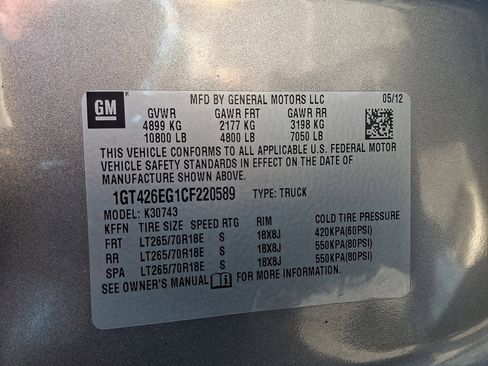 GM
MFD BY GENERAL MOTORS LLC 05/12
GVWR GAWR FRT GAWR RR
4899 KG 2177 KG 3198 KG
10800 LB 4800 LB 7050 LB
THIS VEHICLE CONFORMS TO ALL APPLICABLE U.S. FEDERAL MOTOR
VEHICLE SAFETY STANDARDS IN EFFECT ON THE DATE OF
MANUFACTURE SHOWN ABOVE.
1GT426EG1CF220589 TYPE: TRUCK
MODEL: K30743
KFFN TIRE SIZE SPEED RTG RIM COLD TIRE PRESSURE
FRT LT265/70R18E S 18X8J 420KPA(60PSI)
RR LT265/70R18E S 18X8J 550KPA(80PSI)
SPA LT265/70R18E S 18X8J 550KPA(80PSI)
SEE OWNER'S MANUAL FOR MORE INFORMATION.